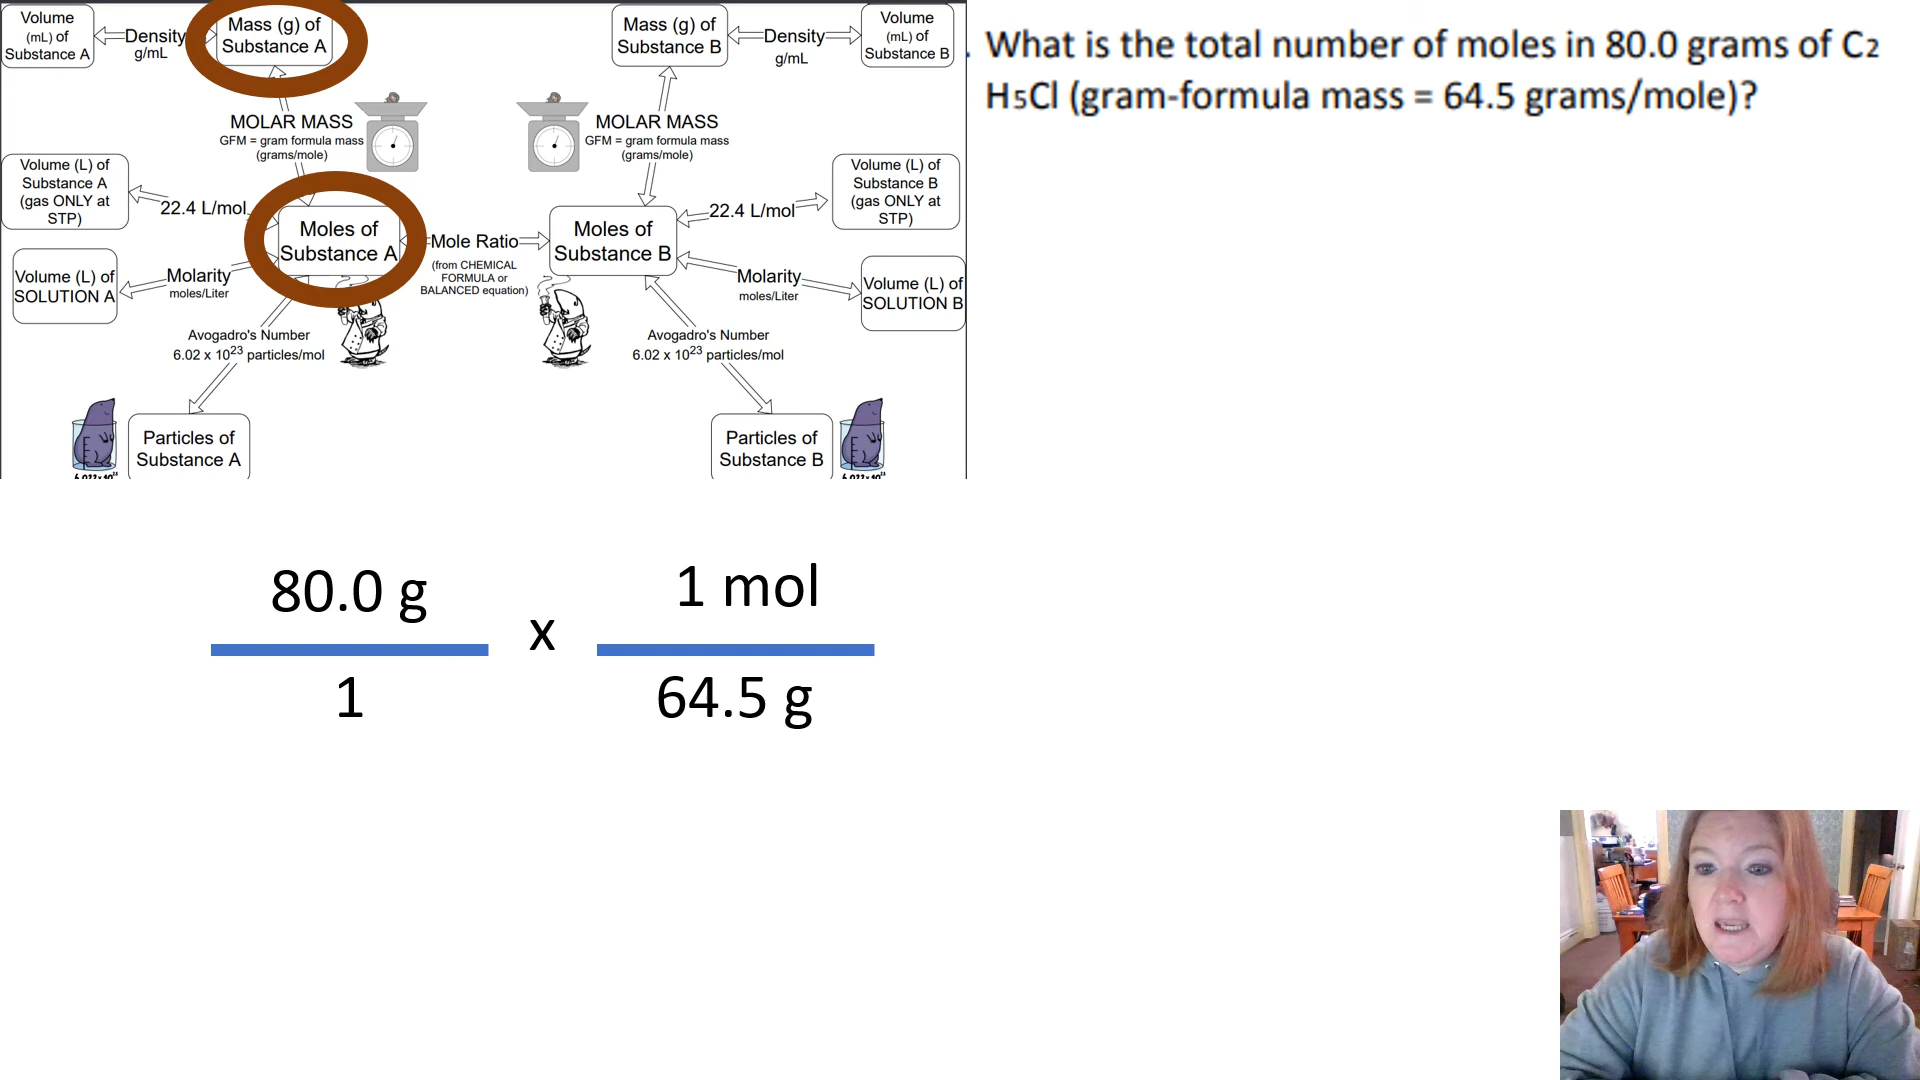 Volume
(mL) of
Substance A
Density
g/mL
Mass (g) of
Substance A
Mass (g) of
Substance B
Density
g/mL
Volume
(mL) of
Substance B
MOLAR MASS
GFM = gram formula mass
(grams/mole)
MOLAR MASS
GFM = gram formula mass
(grams/mole)
Volume (L) of
Substance A
(gas ONLY at
STP)
22.4 L/mol
Moles of
Substance A
Mole Ratio
(from CHEMICAL
FORMULA or
BALANCED equation)
Moles of
Substance B
22.4 L/mol
Volume (L) of
Substance B
(gas ONLY at
STP)
Volume (L) of
SOLUTION A
Molarity
moles/Liter
Molarity
moles/Liter
Volume (L) of
SOLUTION B
Avogadro's Number
6.02 x 10²³ particles/mol
Avogadro's Number
6.02 x 10²³ particles/mol
Particles of
Substance A
Particles of
Substance B
6.022x10²³
6.022x10²³
What is the total number of moles in 80.0 grams of C₂
H₅Cl (gram-formula mass = 64.5 grams/mole)?
80.0 g
1
x
1 mol
64.5 g